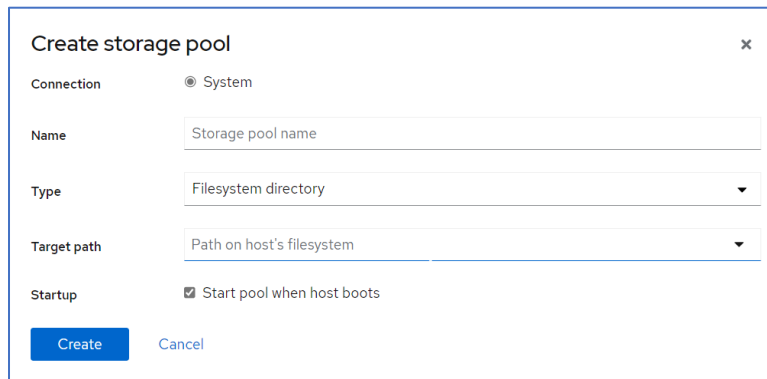 Create storage pool
Connection System
Name Storage pool name
Type Filesystem directory
Target path Path on host's filesystem
Startup Start pool when host boots
Create Cancel